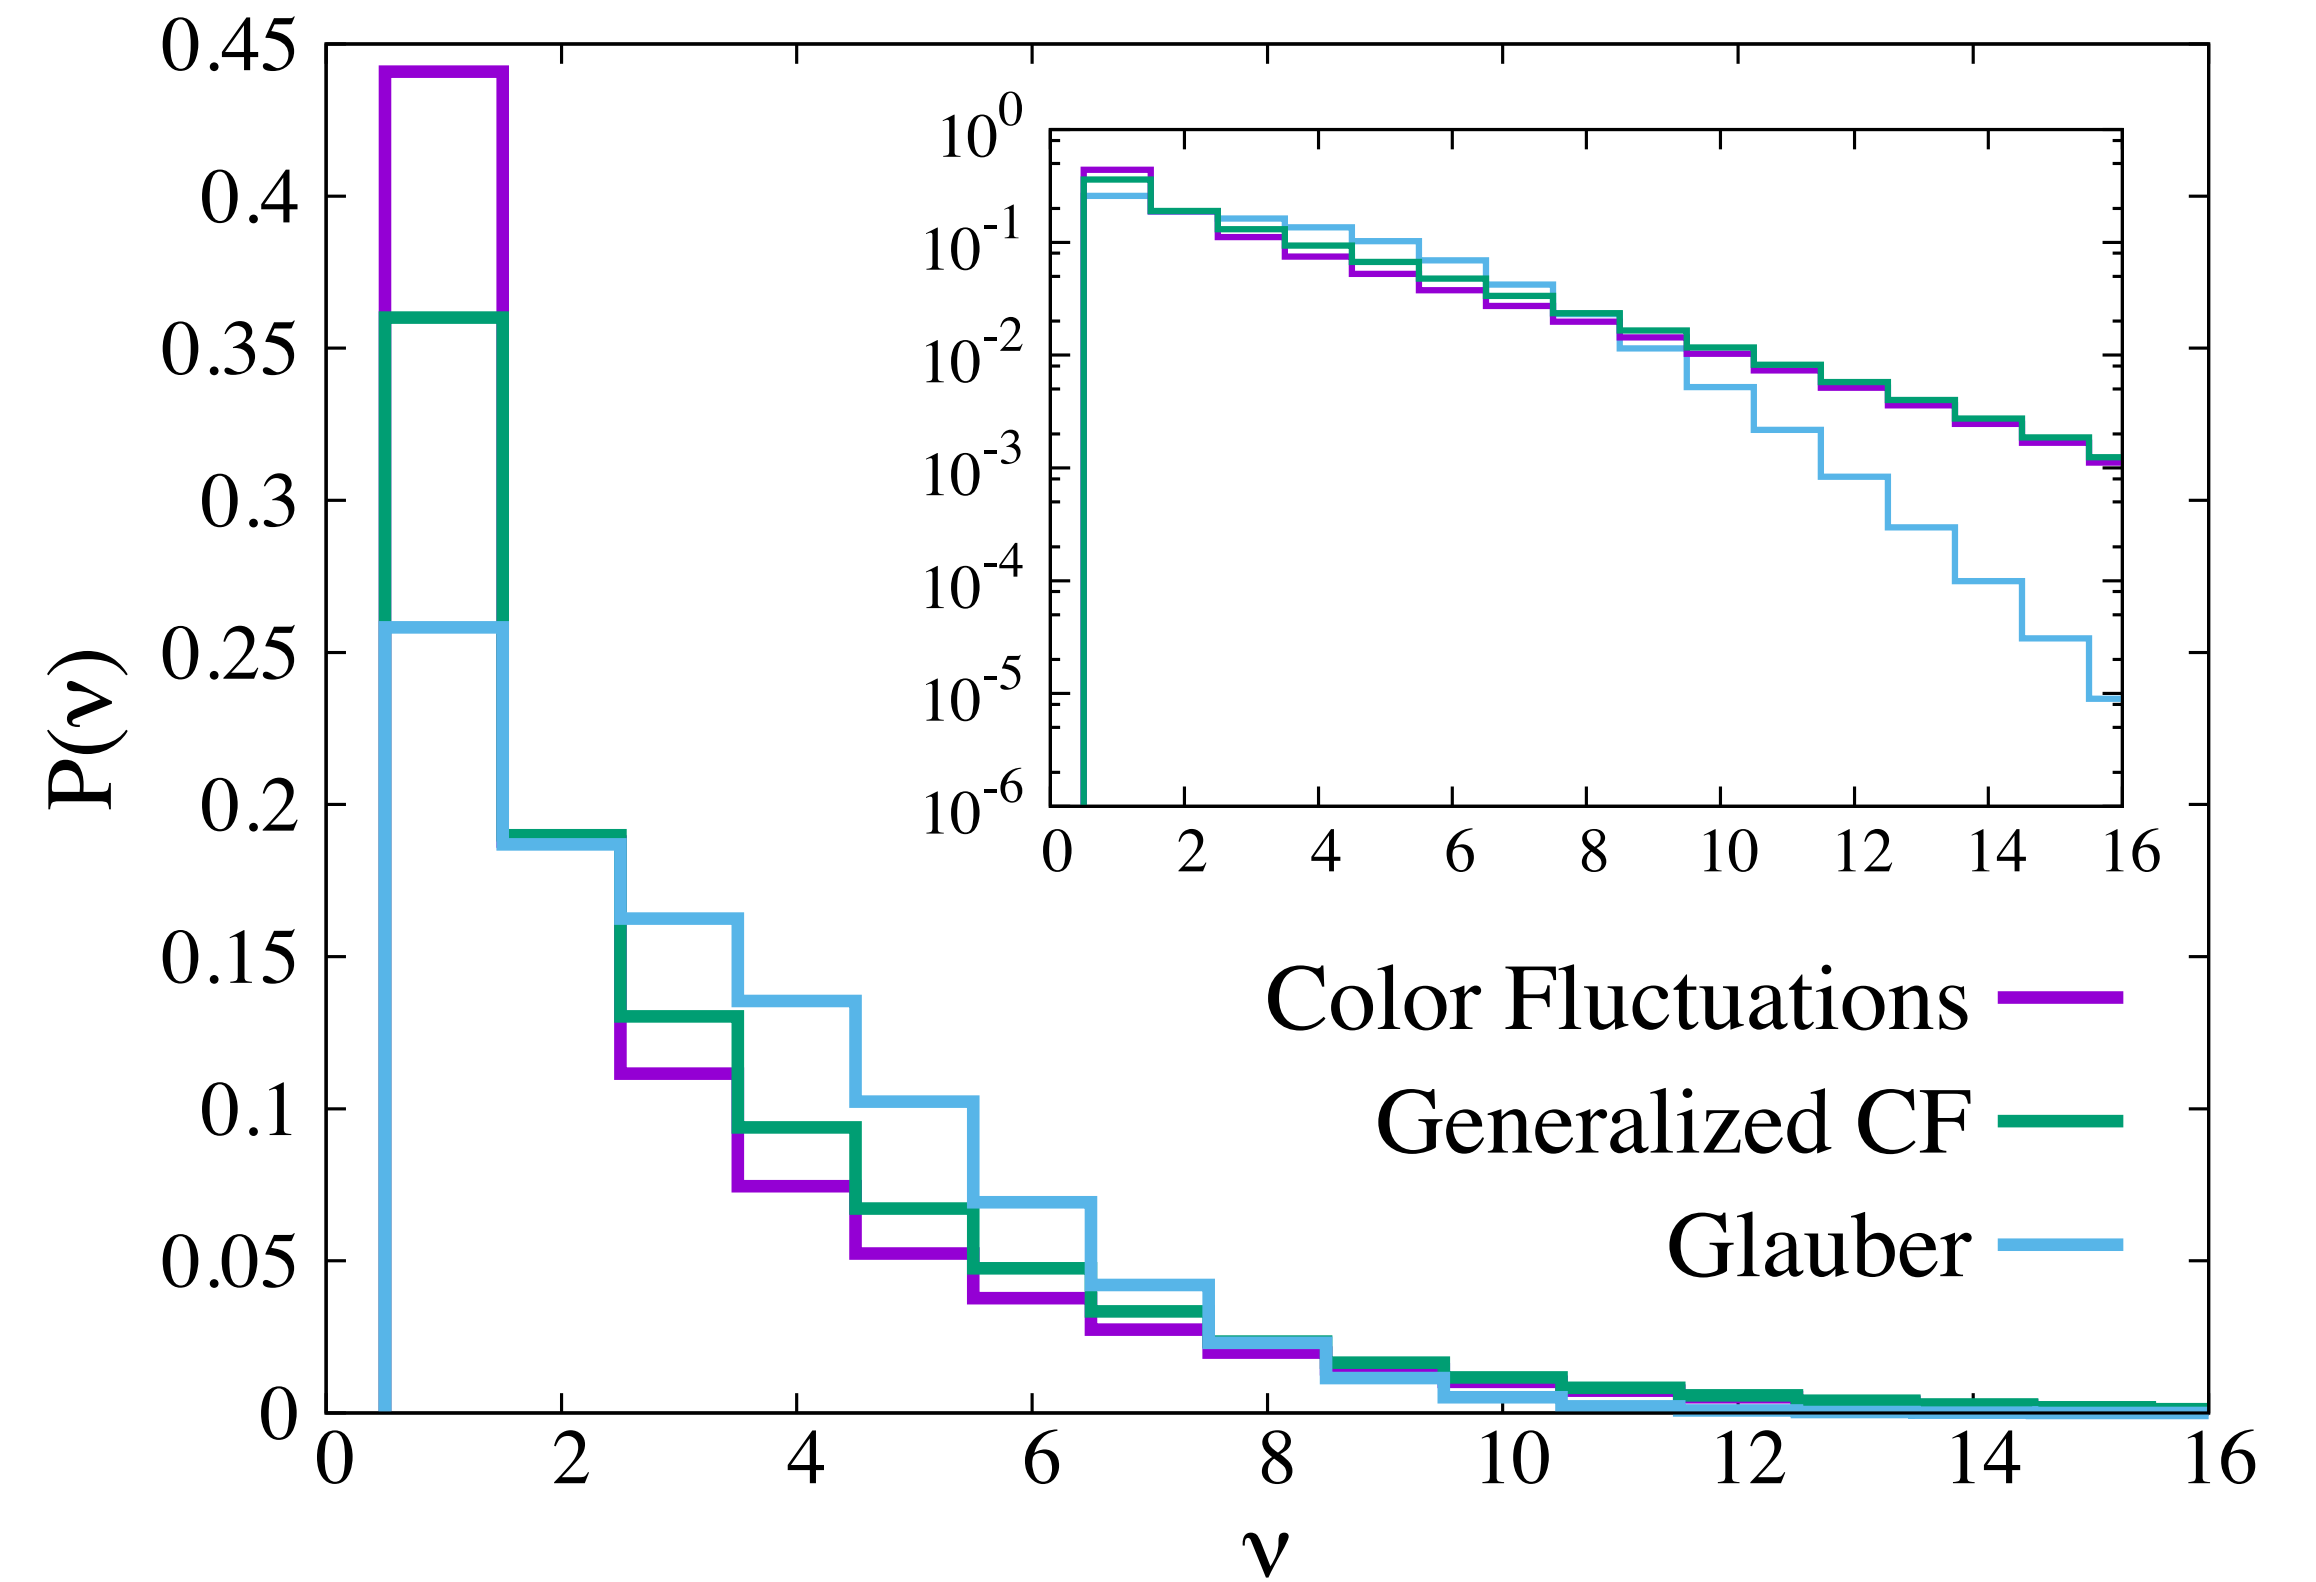 P(ν)
0.45
0.4
0.35
0.3
0.25
0.2
0.15
0.1
0.05
0
0 2 4 6 8 10 12 14 16
ν
10^0
10^-1
10^-2
10^-3
10^-4
10^-5
10^-6
0 2 4 6 8 10 12 14 16
Color Fluctuations
Generalized CF
Glauber